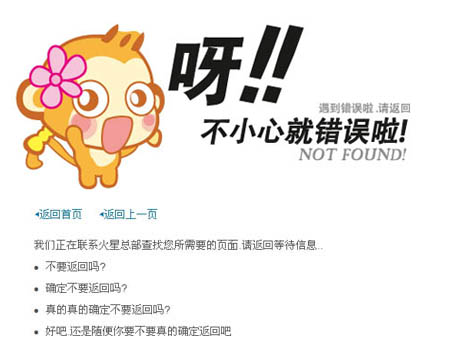 呀!!
遇到错误啦,请返回
不小心就错误啦!
NOT FOUND!
返回首页 返回上一页
我们正在联系火星总部查找您所需要的页面.请返回等待信息..
不要返回吗?
确定不要返回吗?
真的真的确定不要返回吗?
好吧.还是随便你要不要真的确定返回吧